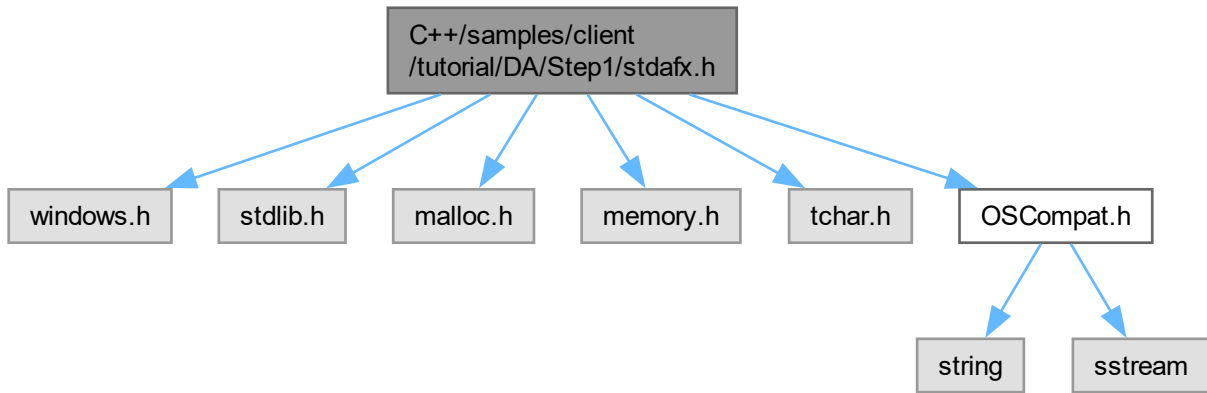 C++/samples/client
/tutorial/DA/Step1/stdafx.h
windows.h
stdlib.h
malloc.h
memory.h
tchar.h
OSCompat.h
string
sstream